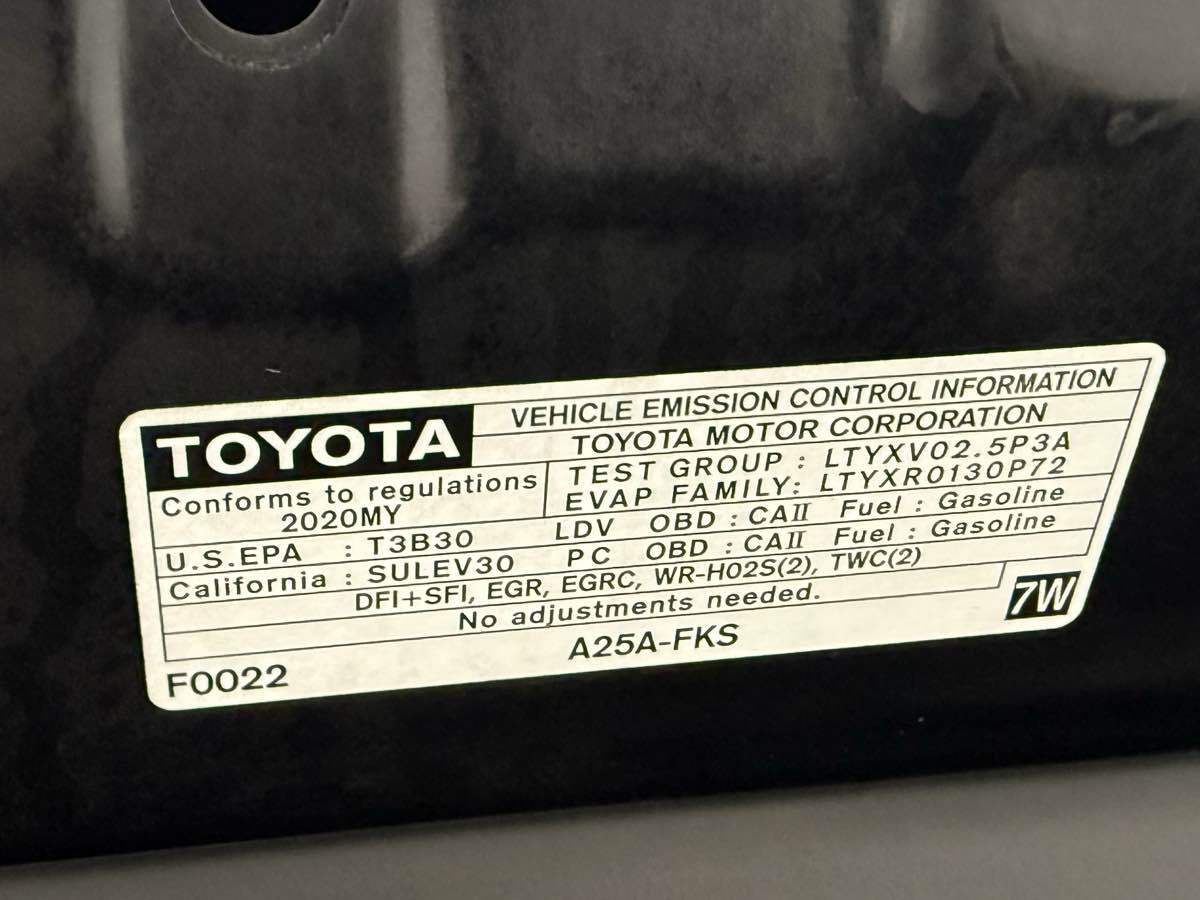 TOYOTA
VEHICLE EMISSION CONTROL INFORMATION
TOYOTA MOTOR CORPORATION
Conforms to regulations
2020MY
TEST GROUP : LTYXV02.5P3A
EVAP FAMILY: LTYXR0130P72
U.S.EPA : T3B30 LDV OBD : CAII Fuel : Gasoline
California : SULEV30 PC OBD : CAII Fuel : Gasoline
DFI+SFI, EGR, EGRC, WR-HO2S(2), TWC(2)
No adjustments needed.
7W
A25A-FKS
F0022